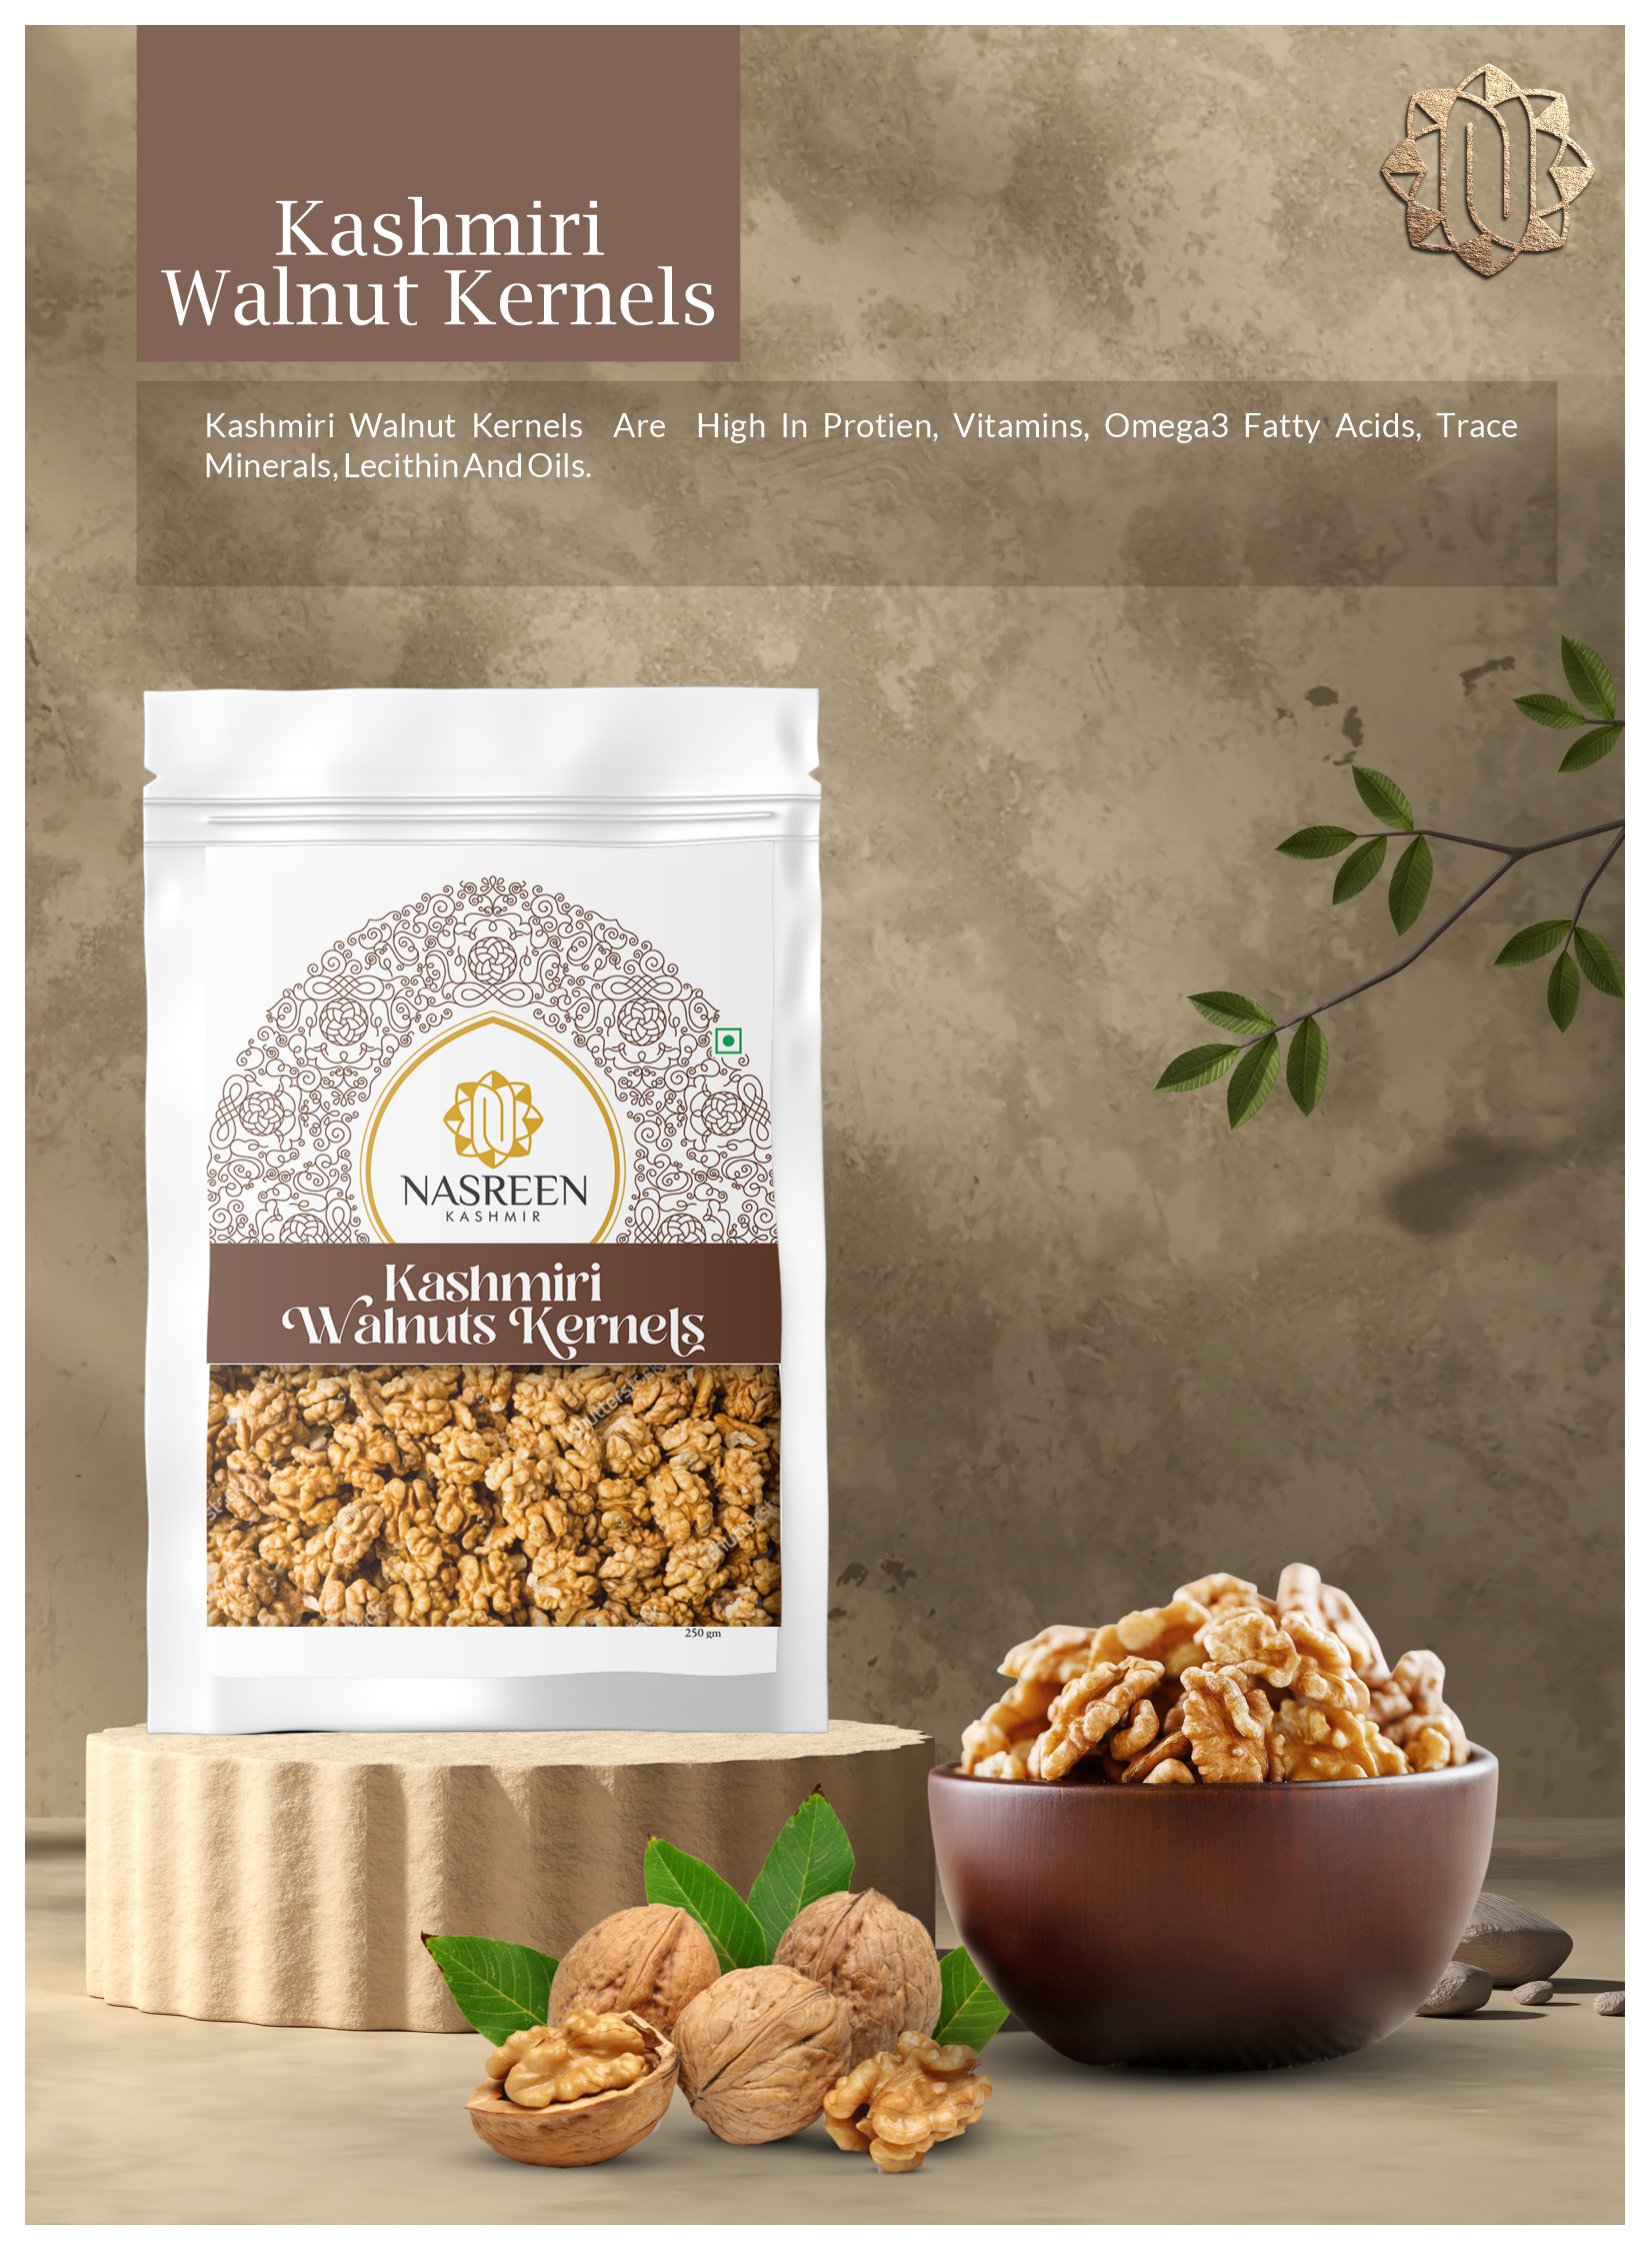 Kashmiri
Walnut Kernels
Kashmiri Walnut Kernels Are High In Protien, Vitamins, Omega3 Fatty Acids, Trace
Minerals, Lecithin And Oils.
NASREEN
KASHMIR
Kashmiri
Walnuts Kernels
250 gm